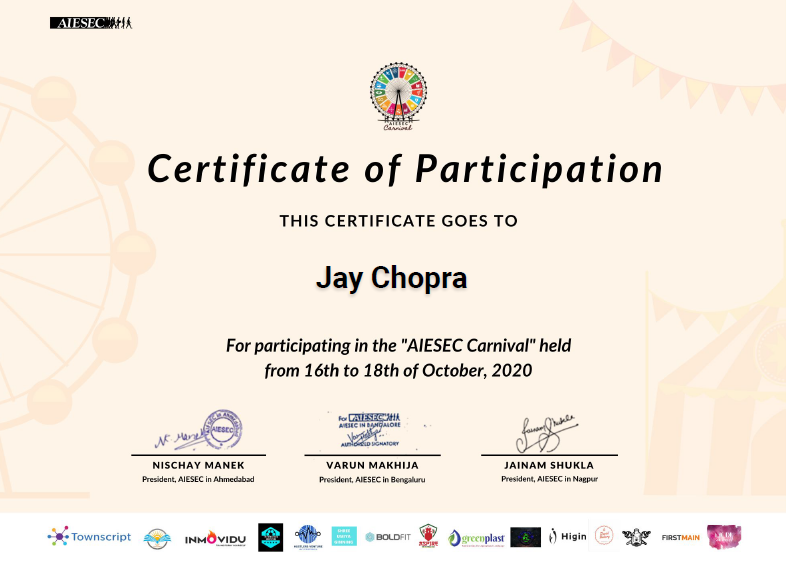 AIESEC
AIESEC
Carnival
Certificate of Participation
THIS CERTIFICATE GOES TO
Jay Chopra
For participating in the "AIESEC Carnival" held
from 16th to 18th of October, 2020
AIESEC
For AIESEC
AIESEC IN BANGALORE
AUTHORISED SIGNATORY
NISCHAY MANEK
President, AIESEC in Ahmedabad
VARUN MAKHIJA
President, AIESEC in Bengaluru
JAINAM SHUKLA
President, AIESEC in Nagpur
Townscript
INMOVIDU
BOLDFIT
greenplast
Higin
FIRSTMAIN